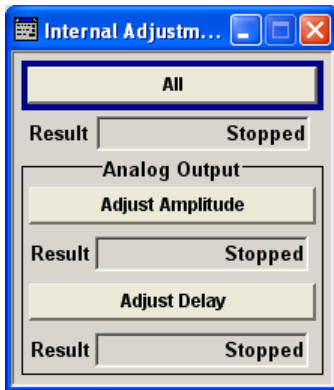 Internal Adjustm...
All
Result Stopped
Analog Output
Adjust Amplitude
Result Stopped
Adjust Delay
Result Stopped